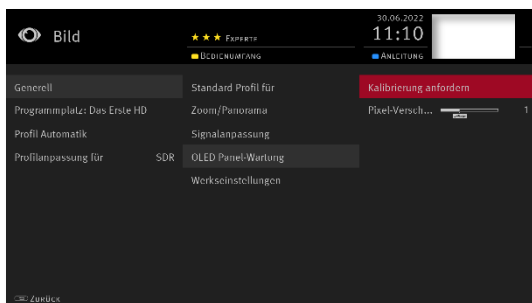 Bild
★ ★ ★ Experte
Bedienumfang
30.06.2022
11:10
Anleitung
Generell
Programmplatz: Das Erste HD
Profil Automatik
Profilanpassung für SDR
Standard Profil für
Zoom/Panorama
Signalanpassung
OLED Panel-Wartung
Werkseinstellungen
Kalibrierung anfordern
Pixel-Versch... 1
Zurück